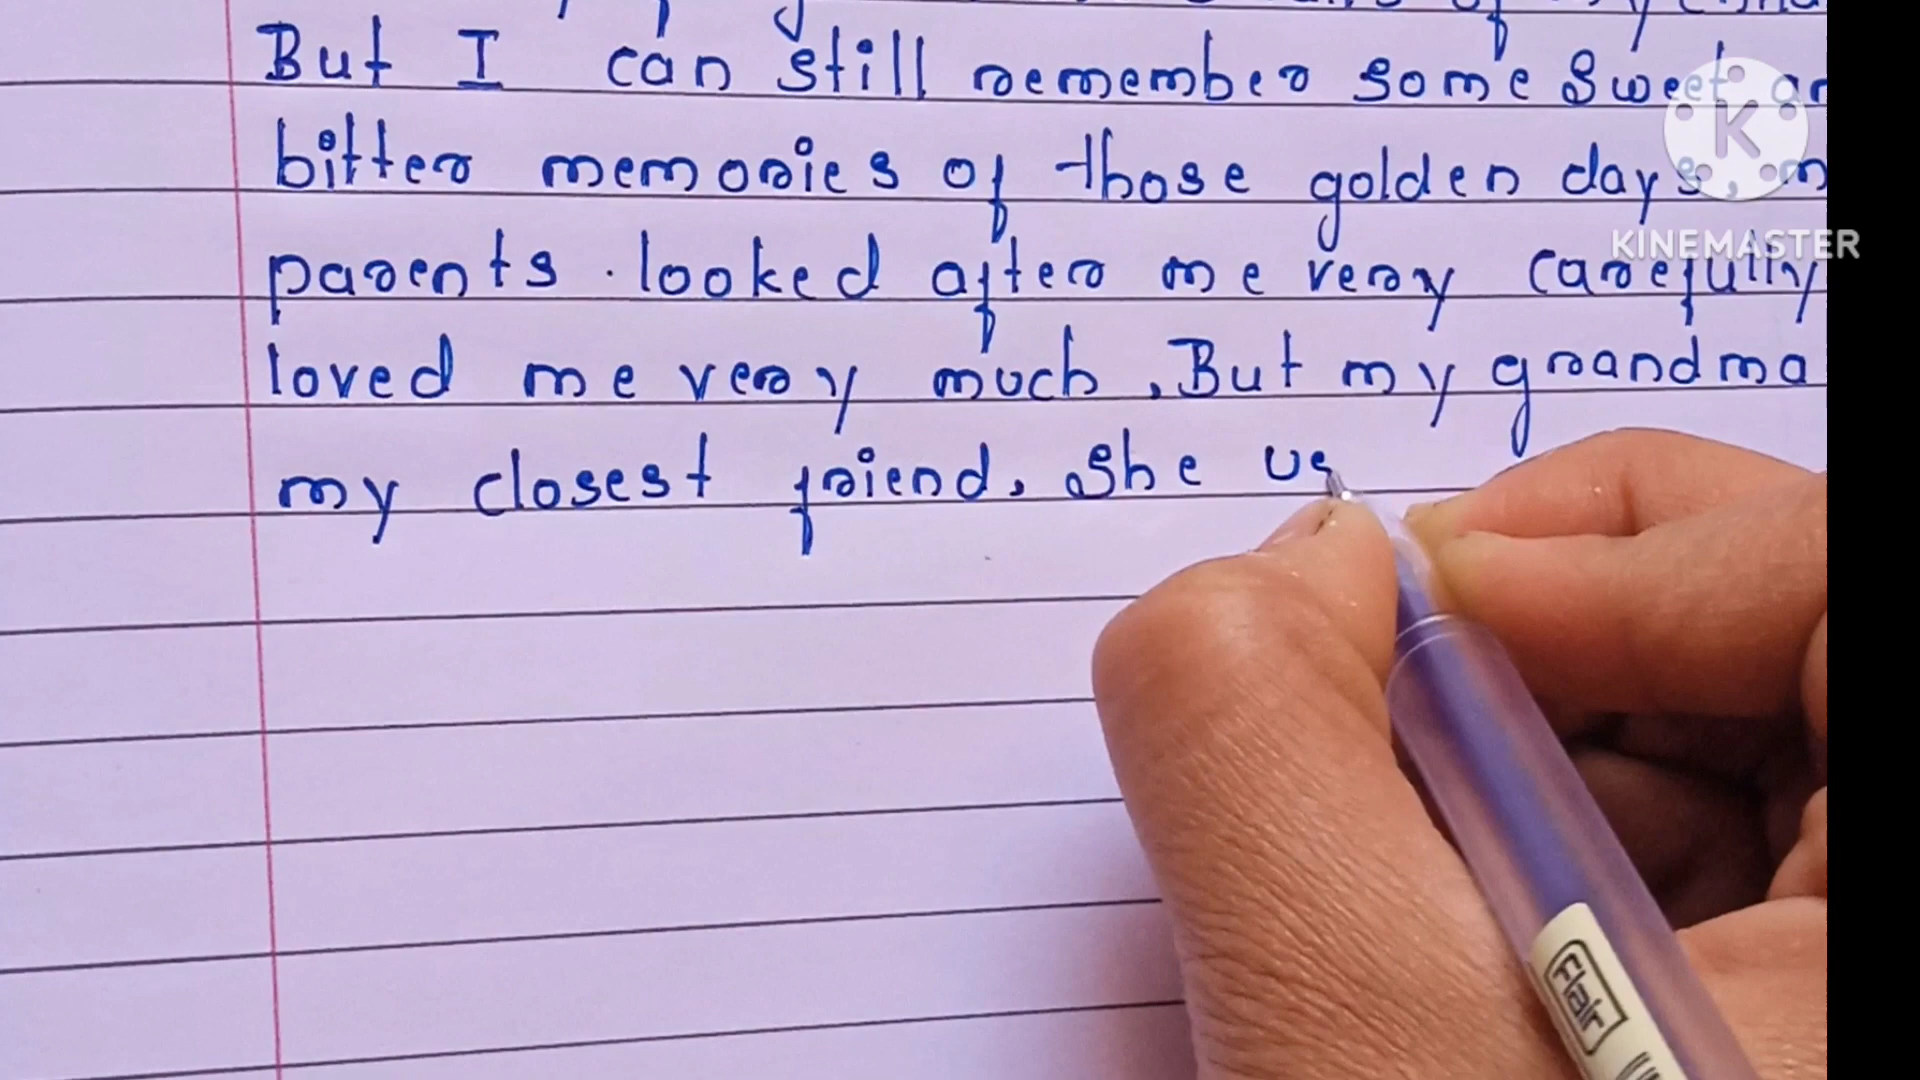 But I can still remember some sweet
bitter memories of those golden days,
parents. looked after me very carefully
loved me very much, But my grandma
my closest friend, She us
K
KINEMASTER
Flair